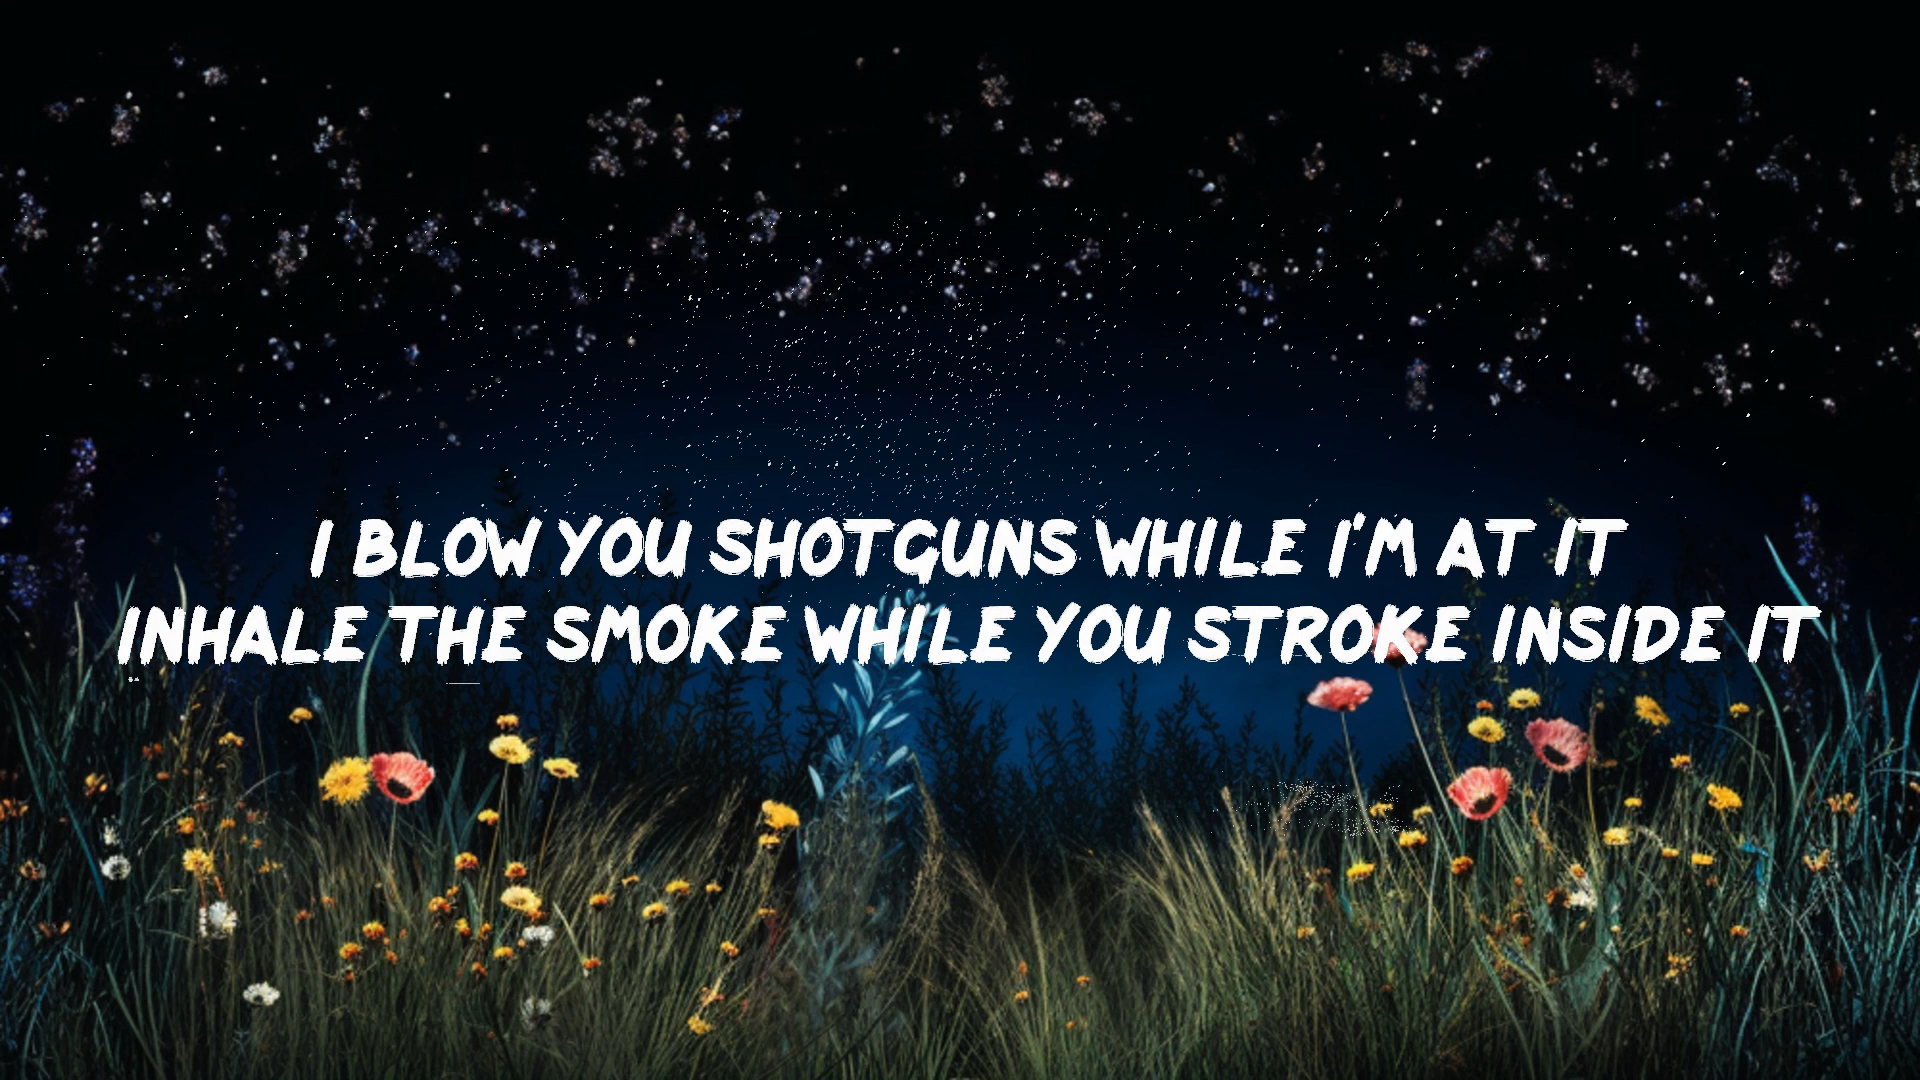 I BLOW YOU SHOTGUNS WHILE I'M AT IT
INHALE THE SMOKE WHILE YOU STROKE INSIDE IT